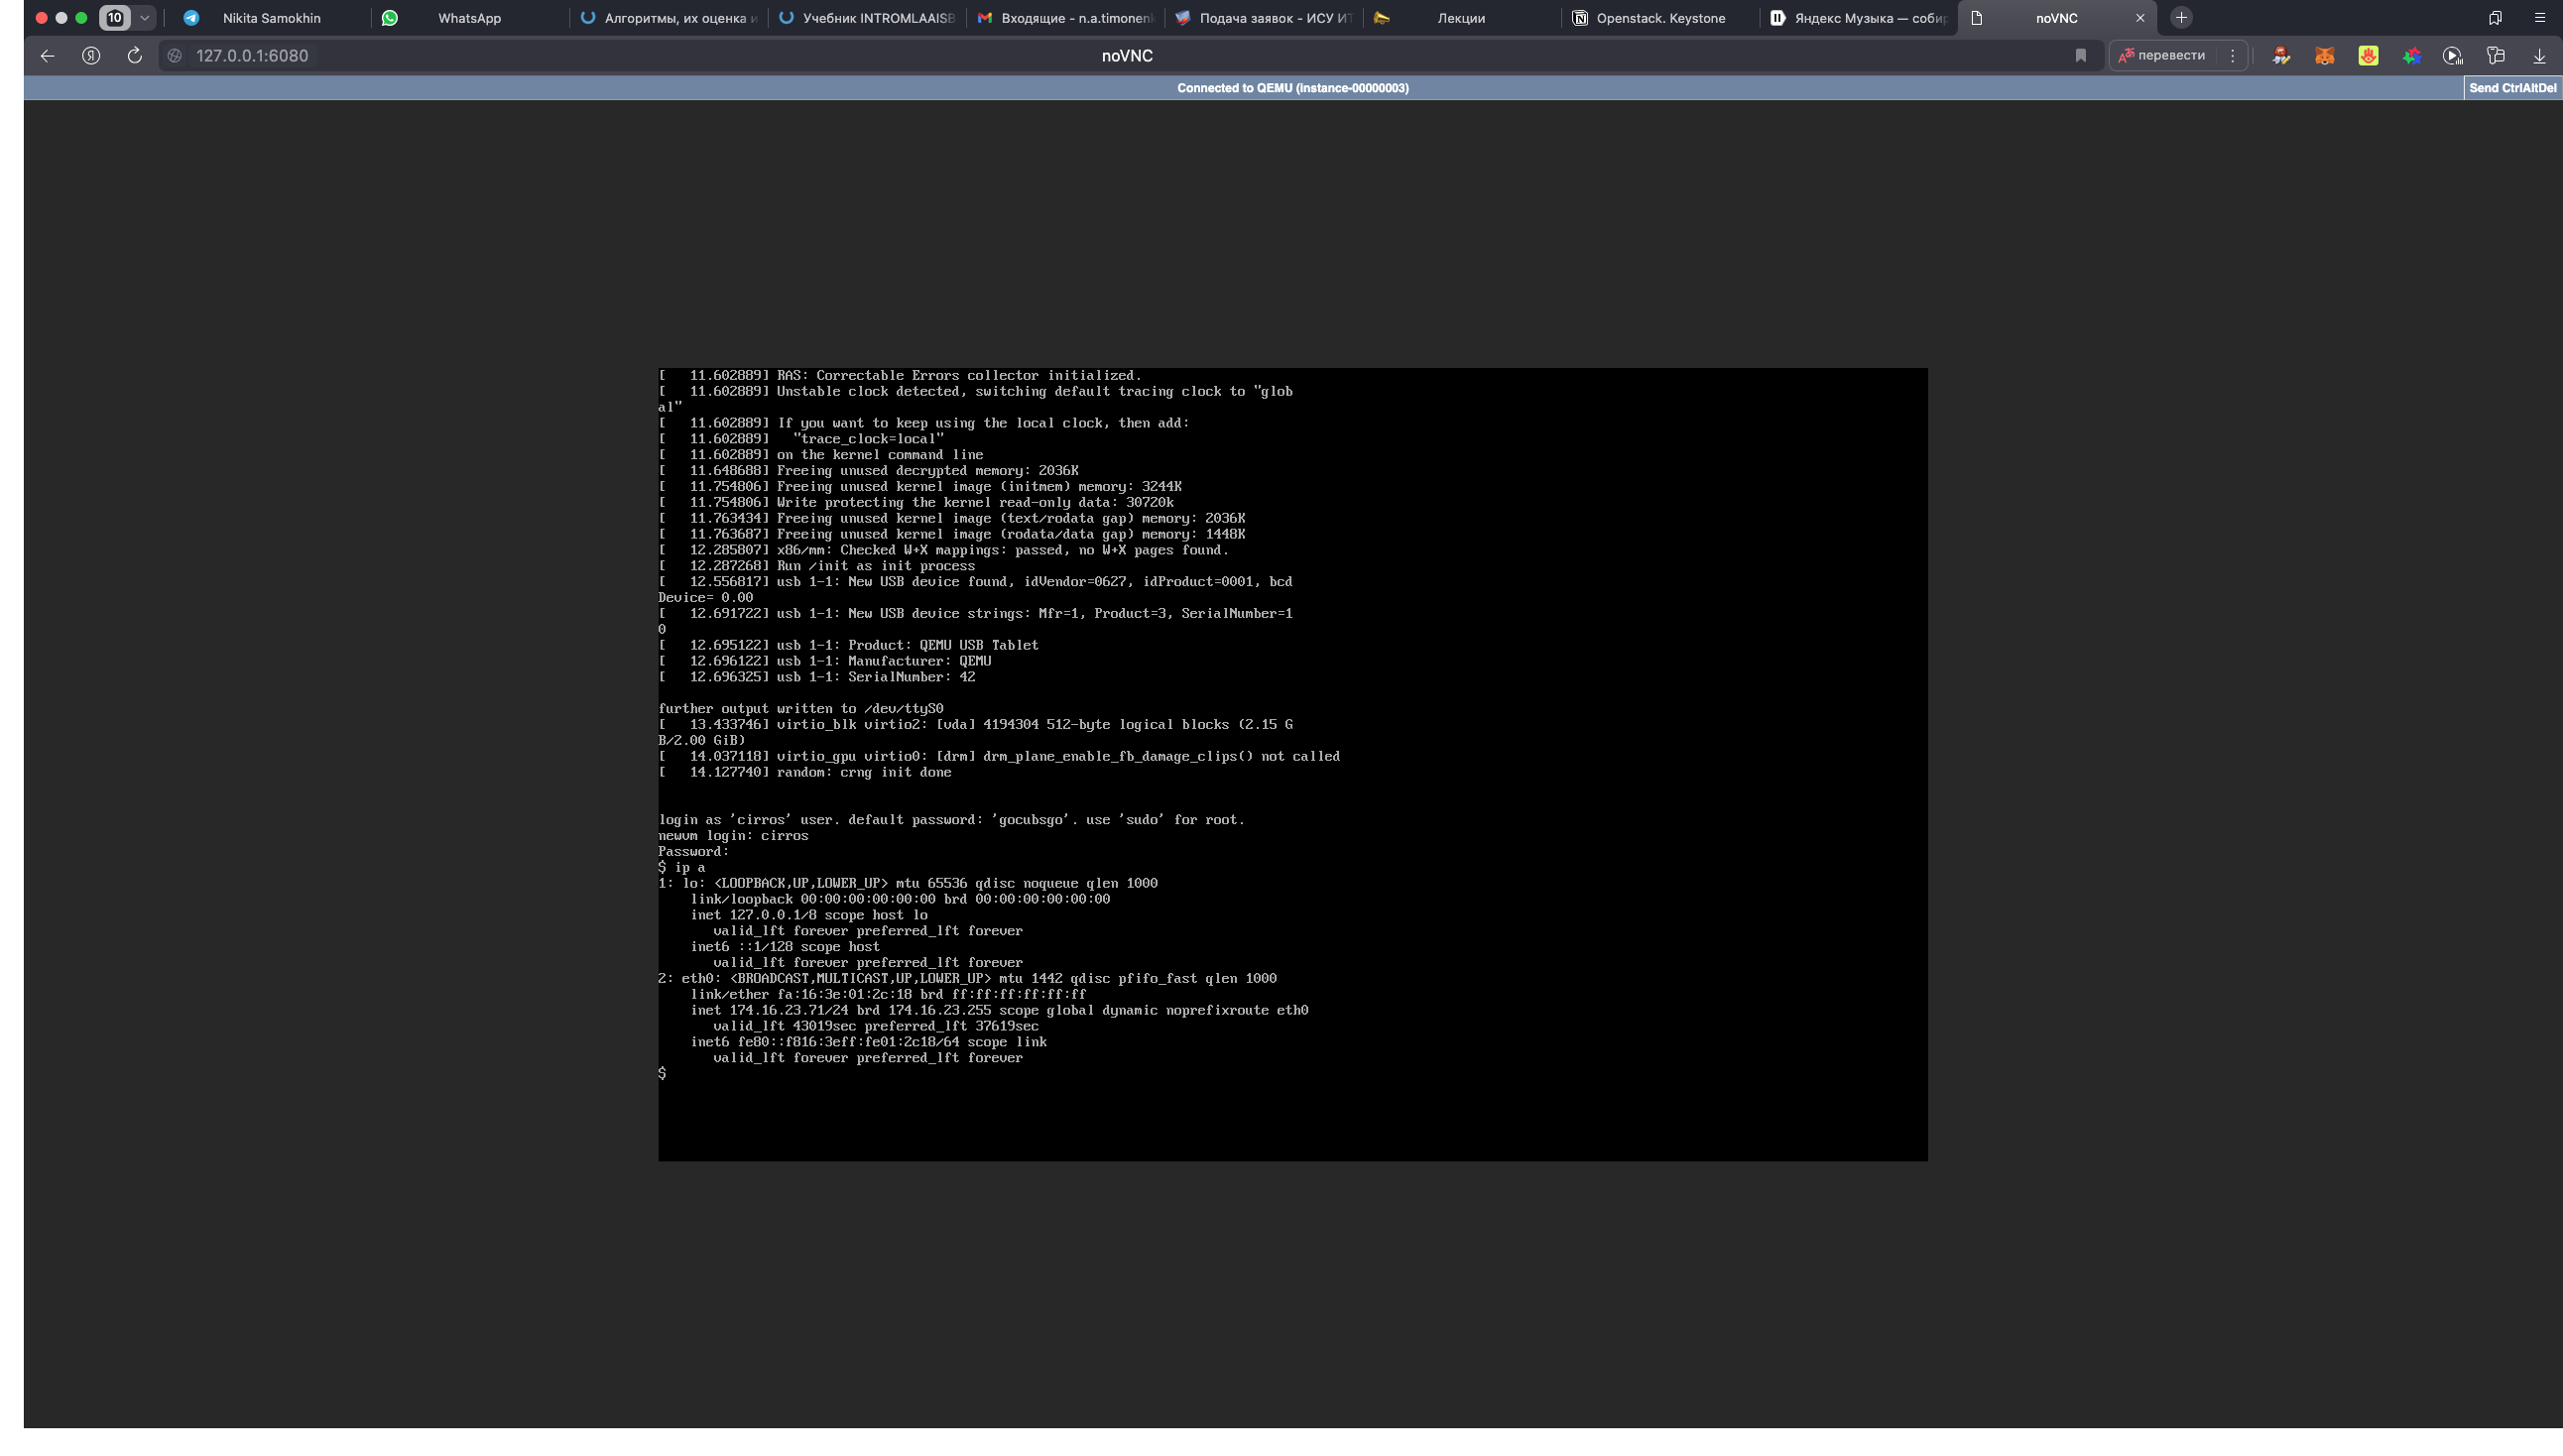 10 Nikita Samokhin WhatsApp Алгоритмы, их оценка и Учебник INTROMLAAISB Входящие - n.a.timonenk Подача заявок - ИСУ ИТ Лекции Openstack. Keystone Яндекс Музыка — собир noVNC
127.0.0.1:6080 noVNC перевести
Connected to QEMU (instance-00000003) Send CtrlAltDel
[   11.602889] RAS: Correctable Errors collector initialized.
[   11.602889] Unstable clock detected, switching default tracing clock to "glob
al"
[   11.602889] If you want to keep using the local clock, then add:
[   11.602889]   "trace_clock=local"
[   11.602889] on the kernel command line
[   11.648688] Freeing unused decrypted memory: 2036K
[   11.754806] Freeing unused kernel image (initmem) memory: 3244K
[   11.754806] Write protecting the kernel read-only data: 30720k
[   11.763434] Freeing unused kernel image (text/rodata gap) memory: 2036K
[   11.763687] Freeing unused kernel image (rodata/data gap) memory: 1448K
[   12.285807] x86/mm: Checked W+X mappings: passed, no W+X pages found.
[   12.287268] Run /init as init process
[   12.556817] usb 1-1: New USB device found, idVendor=0627, idProduct=0001, bcd
Device= 0.00
[   12.691722] usb 1-1: New USB device strings: Mfr=1, Product=3, SerialNumber=1
0
[   12.695122] usb 1-1: Product: QEMU USB Tablet
[   12.696122] usb 1-1: Manufacturer: QEMU
[   12.696325] usb 1-1: SerialNumber: 42
further output written to /dev/ttyS0
[   13.433746] virtio_blk virtio2: [vda] 4194304 512-byte logical blocks (2.15 G
B/2.00 GiB)
[   14.037118] virtio_gpu virtio0: [drm] drm_plane_enable_fb_damage_clips() not called
[   14.127740] random: crng init done
login as 'cirros' user. default password: 'gocubsgo'. use 'sudo' for root.
newvm login: cirros
Password:
$ ip a
1: lo: <LOOPBACK,UP,LOWER_UP> mtu 65536 qdisc noqueue qlen 1000
    link/loopback 00:00:00:00:00:00 brd 00:00:00:00:00:00
    inet 127.0.0.1/8 scope host lo
       valid_lft forever preferred_lft forever
    inet6 ::1/128 scope host
       valid_lft forever preferred_lft forever
2: eth0: <BROADCAST,MULTICAST,UP,LOWER_UP> mtu 1442 qdisc pfifo_fast qlen 1000
    link/ether fa:16:3e:01:2c:18 brd ff:ff:ff:ff:ff:ff
    inet 174.16.23.71/24 brd 174.16.23.255 scope global dynamic noprefixroute eth0
       valid_lft 43019sec preferred_lft 37619sec
    inet6 fe80::f816:3eff:fe01:2c18/64 scope link
       valid_lft forever preferred_lft forever
$